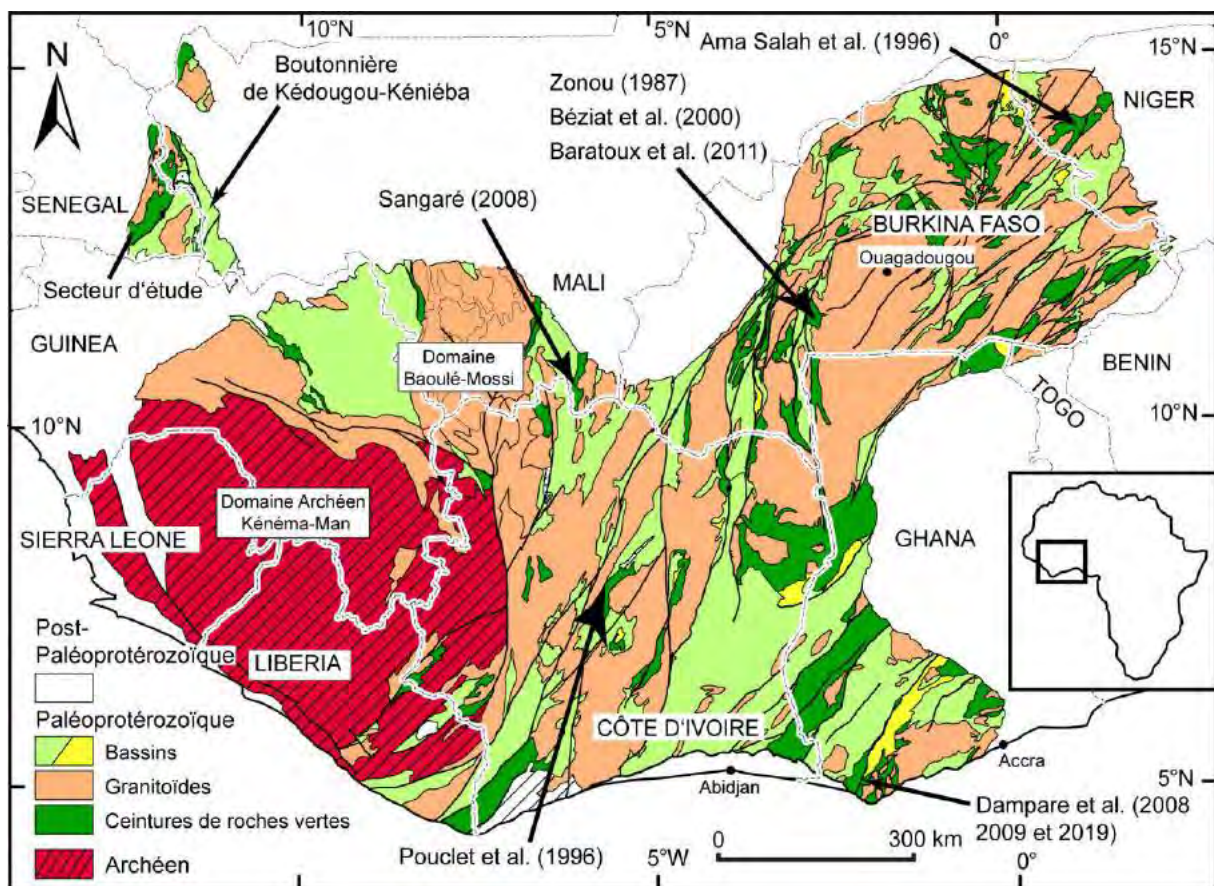 10°N
5°N
0°
15°N
N
Boutonnière
de Kédougou-Kéniéba
Ama Salah et al. (1996)
Zonou (1987)
Béziat et al. (2000)
Baratoux et al. (2011)
NIGER
SENEGAL
Sangaré (2008)
BURKINA FASO
Ouagadougou
Secteur d'étude
MALI
GUINEA
Domaine
Baoulé-Mossi
BENIN
TOGO
10°N
10°N
Domaine Archéen
Kénéma-Man
SIERRA LEONE
GHANA
Post-
Paléoprotérozoïque
LIBERIA
Paléoprotérozoïque
Bassins
CÔTE D'IVOIRE
Granitoïdes
Accra
Ceintures de roches vertes
Abidjan
5°N
Dampare et al. (2008
2009 et 2019)
Archéen
Pouclet et al. (1996)
5°W
0
300 km
0°